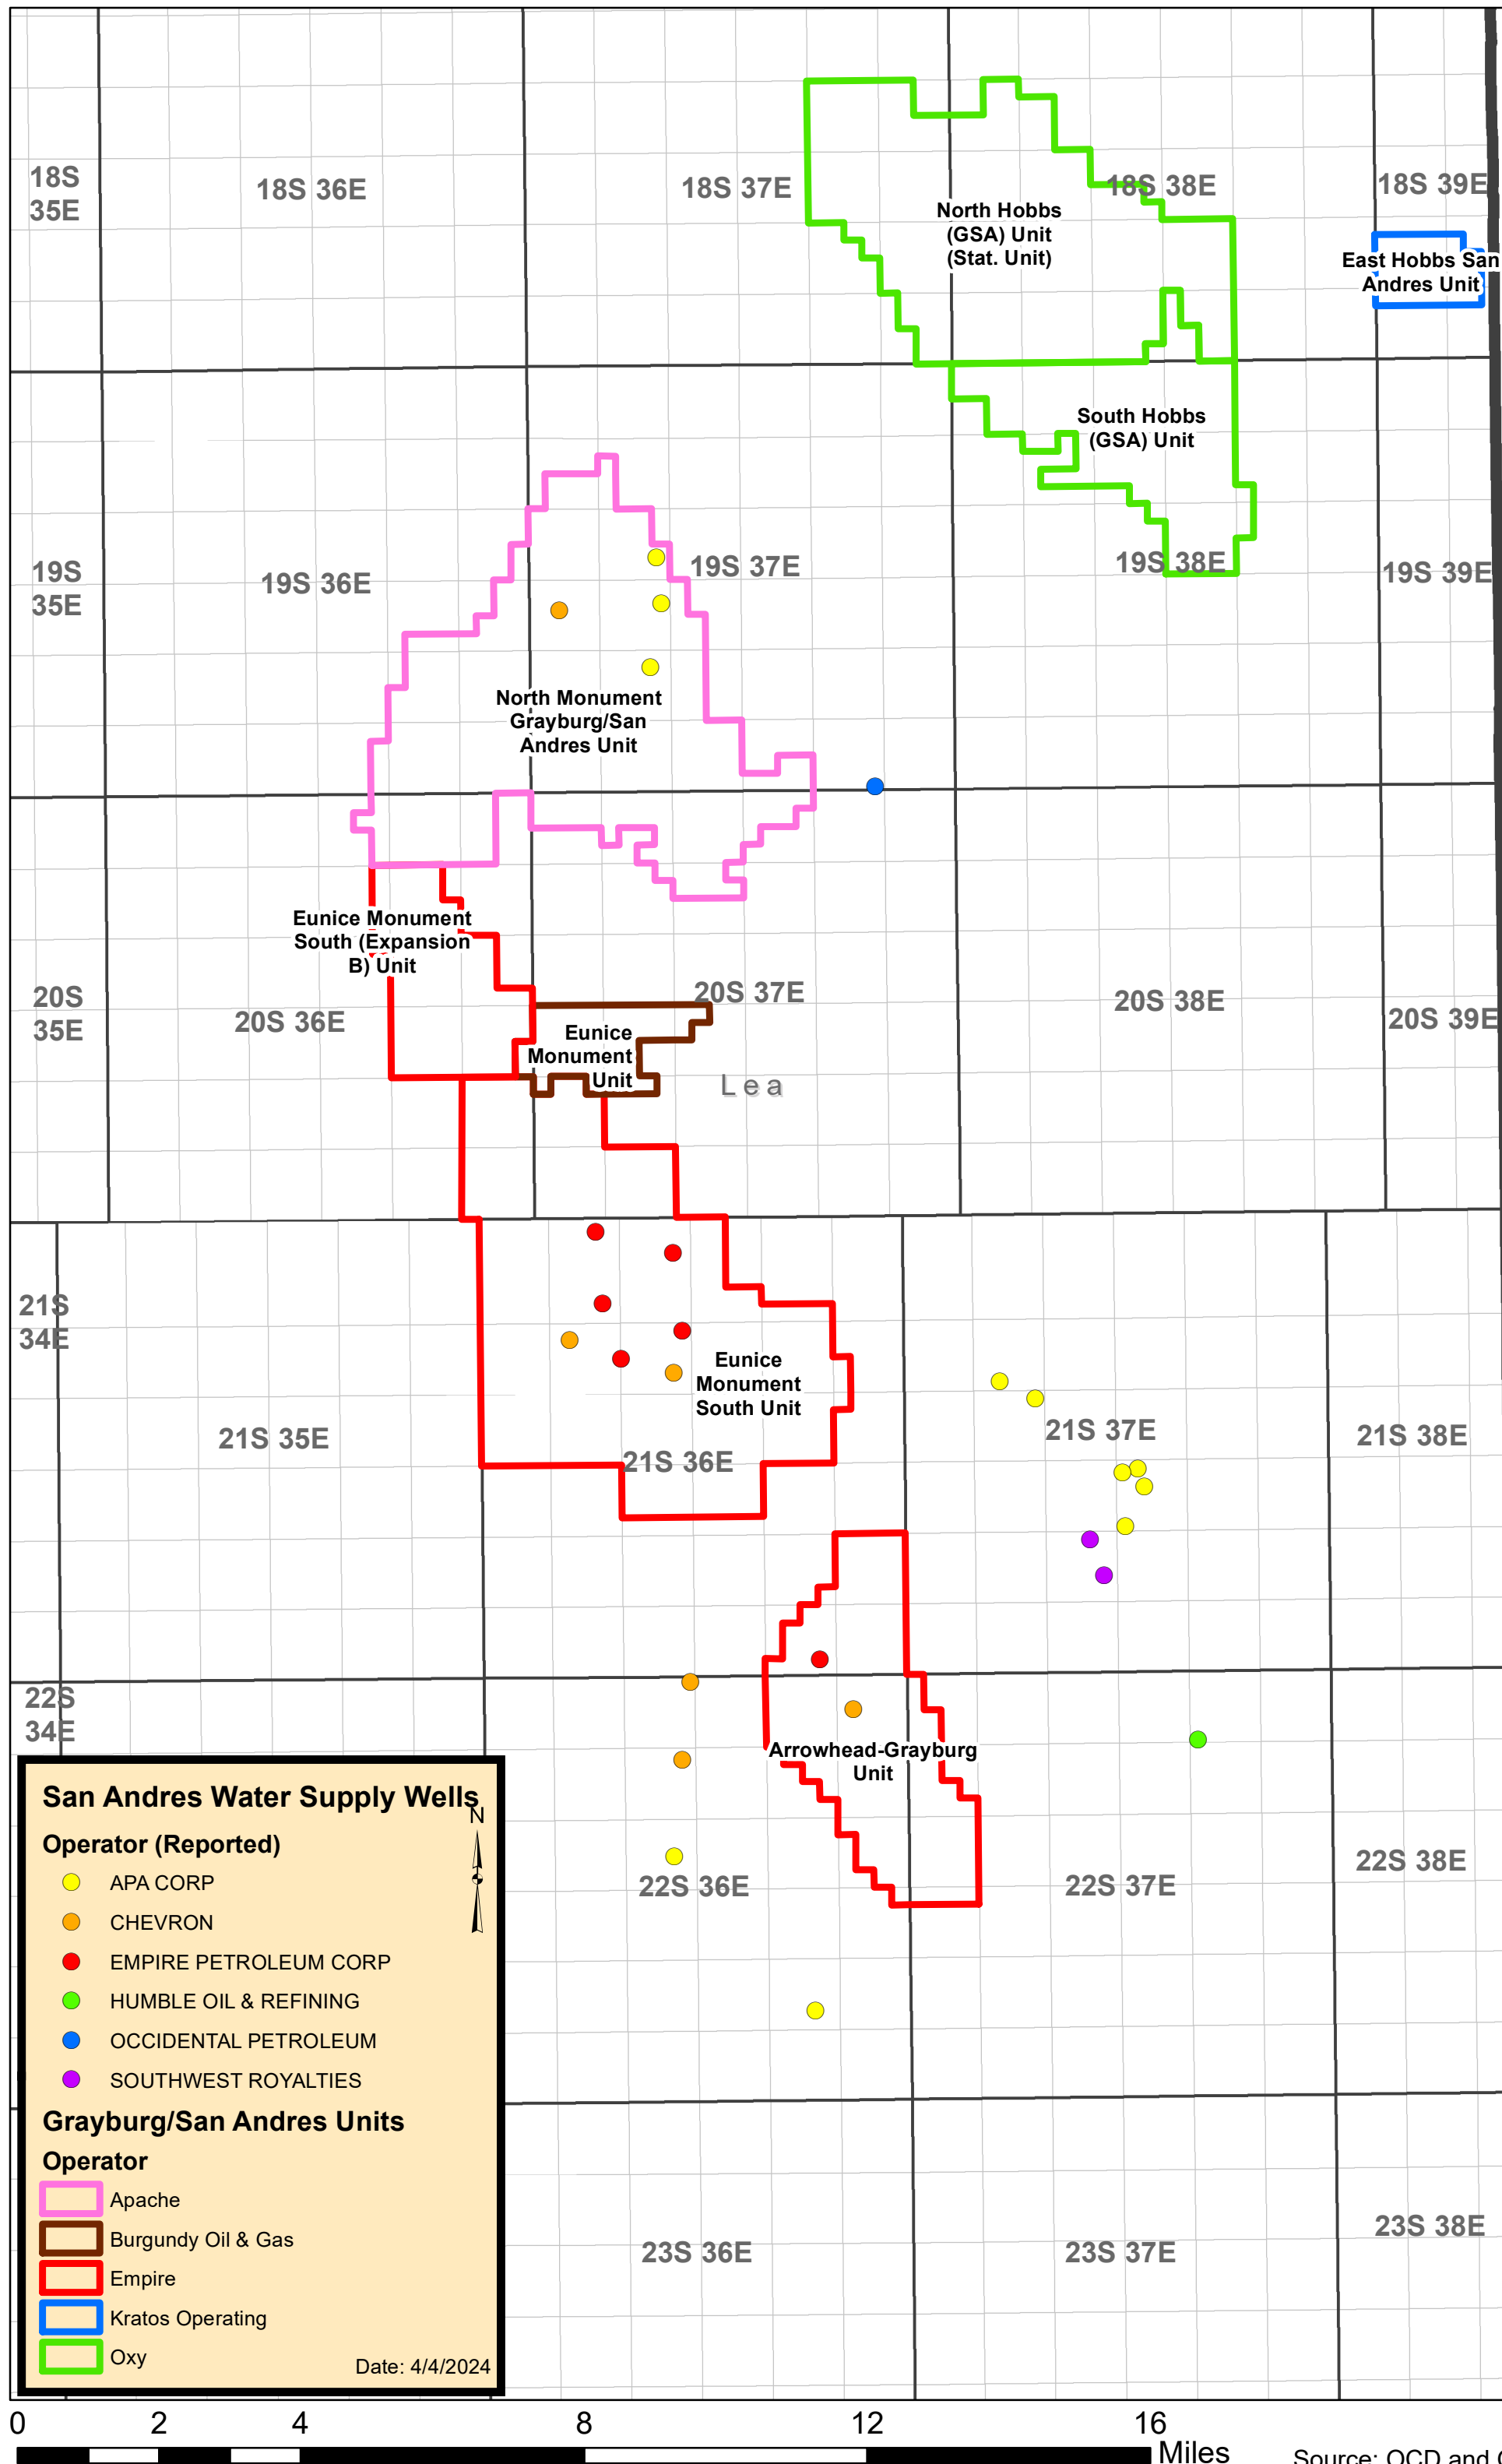 18S
35E
18S 36E
18S 37E
18S 38E
18S 39E
North Hobbs
(GSA) Unit
(Stat. Unit)
East Hobbs San
Andres Unit
South Hobbs
(GSA) Unit
19S
35E
19S 36E
19S 37E
19S 38E
19S 39E
North Monument
Grayburg/San
Andres Unit
Eunice Monument
South (Expansion
B) Unit
20S
35E
20S 36E
20S 37E
20S 38E
20S 39E
Eunice
Monument
Unit
Lea
21S
34E
Eunice
Monument
South Unit
21S 35E
21S 36E
21S 37E
21S 38E
22S
34E
Arrowhead-Grayburg
Unit
22S 36E
22S 37E
22S 38E
23S 36E
23S 37E
23S 38E
San Andres Water Supply Wells
N
Operator (Reported)
APA CORP
CHEVRON
EMPIRE PETROLEUM CORP
HUMBLE OIL & REFINING
OCCIDENTAL PETROLEUM
SOUTHWEST ROYALTIES
Grayburg/San Andres Units
Operator
Apache
Burgundy Oil & Gas
Empire
Kratos Operating
Oxy
Date: 4/4/2024
0 2 4 8 12 16
Miles
Source: OCD and